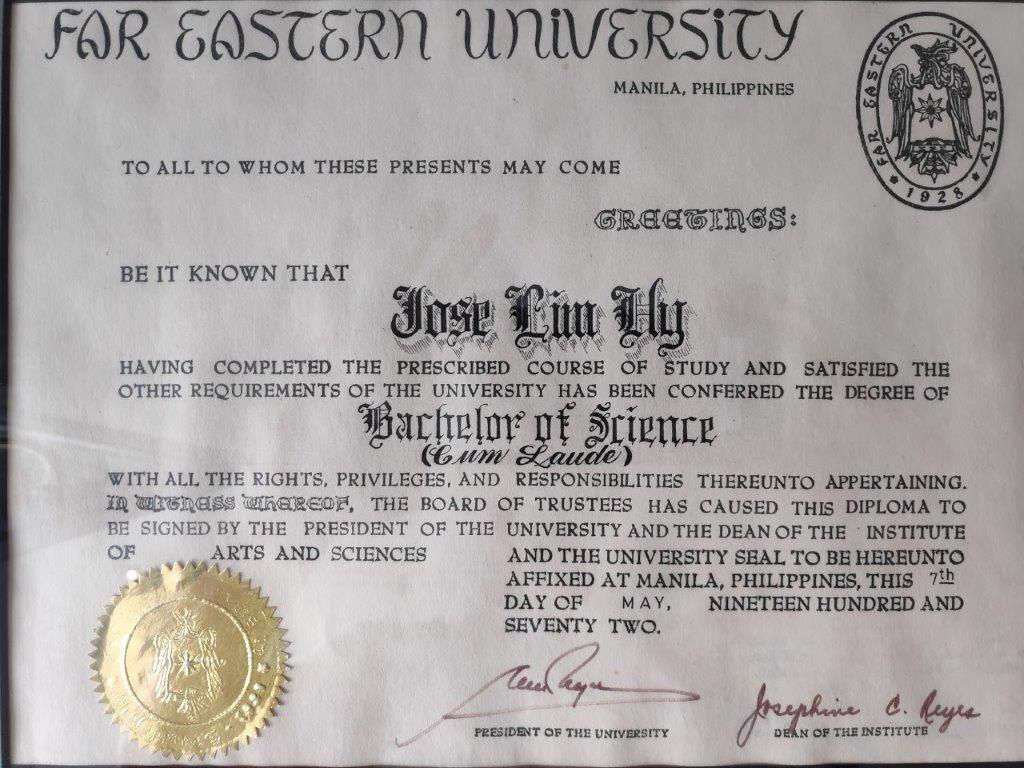 FAR EASTERN UNIVERSITY
MANILA, PHILIPPINES
FAR EASTERN UNIVERSITY
1928
TO ALL TO WHOM THESE PRESENTS MAY COME
GREETINGS:
BE IT KNOWN THAT
Jose Lim Uy
HAVING COMPLETED THE PRESCRIBED COURSE OF STUDY AND SATISFIED THE
OTHER REQUIREMENTS OF THE UNIVERSITY HAS BEEN CONFERRED THE DEGREE OF
Bachelor of Science
(Cum Laude)
WITH ALL THE RIGHTS, PRIVILEGES, AND RESPONSIBILITIES THEREUNTO APPERTAINING.
IN WITNESS WHEREOF, THE BOARD OF TRUSTEES HAS CAUSED THIS DIPLOMA TO
BE SIGNED BY THE PRESIDENT OF THE UNIVERSITY AND THE DEAN OF THE INSTITUTE
OF ARTS AND SCIENCES AND THE UNIVERSITY SEAL TO BE HEREUNTO
AFFIXED AT MANILA, PHILIPPINES, THIS 7th
DAY OF MAY, NINETEEN HUNDRED AND
SEVENTY TWO.
Josephine C. Reyes
PRESIDENT OF THE UNIVERSITY DEAN OF THE INSTITUTE